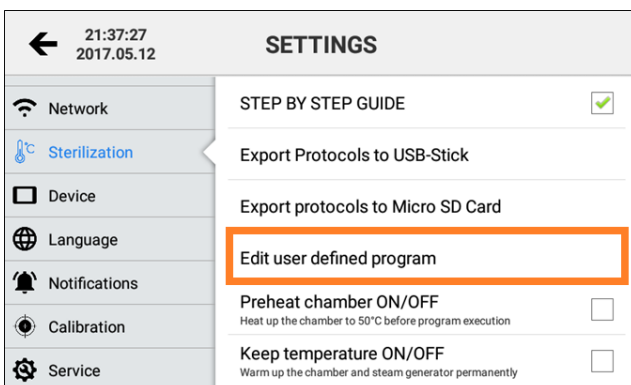 21:37:27
2017.05.12
SETTINGS
Network
Sterilization
Device
Language
Notifications
Calibration
Service
STEP BY STEP GUIDE
Export Protocols to USB-Stick
Export protocols to Micro SD Card
Edit user defined program
Preheat chamber ON/OFF
Heat up the chamber to 50°C before program execution
Keep temperature ON/OFF
Warm up the chamber and steam generator permanently